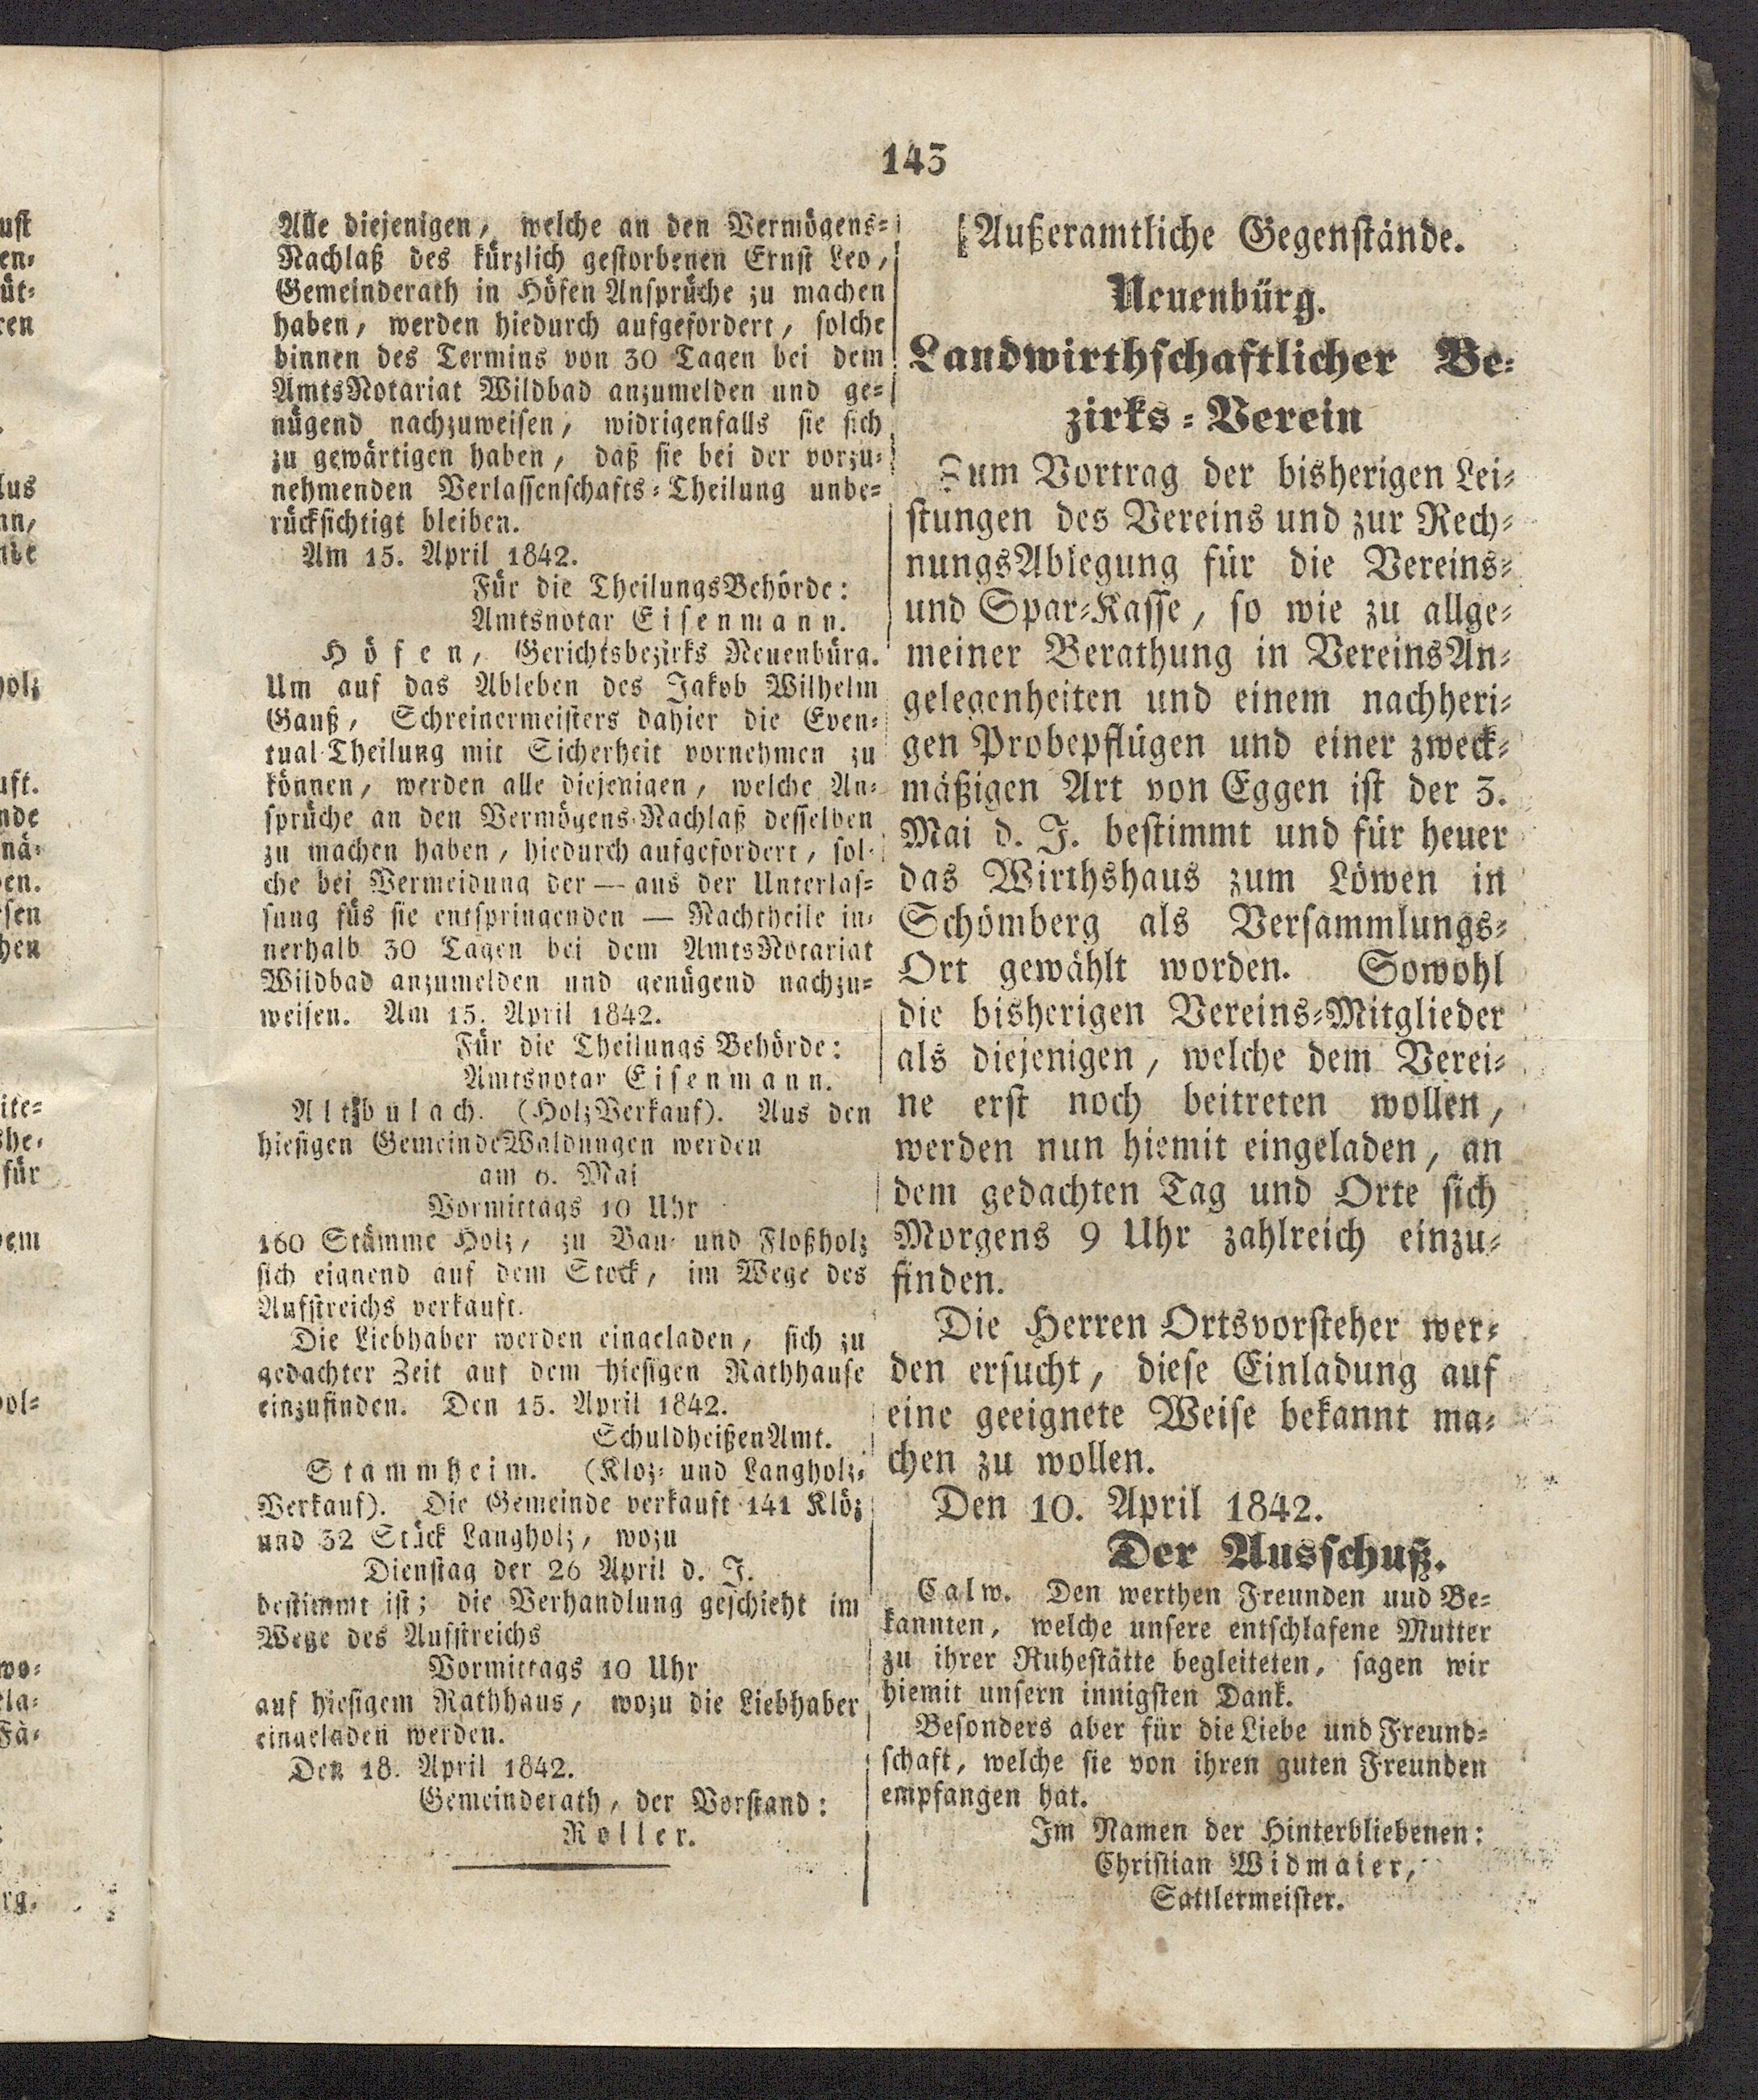 143
Alle diejenigen, welche an den Vermögens-
Nachlaß des kürzlich gestorbenen Ernst Leo,
Gemeinderath in Höfen Ansprüche zu machen
haben, werden hiedurch aufgefordert, solche
binnen des Termins von 30 Tagen bei dem
AmtsNotariat Wildbad anzumelden und ge-
nügend nachzuweisen, widrigenfalls sie sich
zu gewärtigen haben, daß sie bei der vorzu-
nehmenden Verlassenschafts-Theilung unbe-
rücksichtigt bleiben.
Am 15. April 1842.
Für die TheilungsBehörde:
Amtsnotar Eisenmann.
Höfen, Gerichtsbezirks Neuenbürg.
Um auf das Ableben des Jakob Wilhelm
Gauß, Schreinermeisters dahier die Even-
tual-Theilung mit Sicherheit vornehmen zu
können, werden alle diejenigen, welche An-
sprüche an den Vermögens-Nachlaß desselben
zu machen haben, hiedurch aufgefordert, sol-
che bei Vermeidung der — aus der Unterlas-
sung füs sie entspringenden — Nachtheile in-
nerhalb 30 Tagen bei dem AmtsNotariat
Wildbad anzumelden und genügend nachzu-
weisen. Am 15. April 1842.
Für die Theilungs Behörde:
Amtsnotar Eisenmann.
Altbulach. (HolzVerkauf). Aus den
hiesigen GemeindeWaldungen werden
am 6. Mai
Vormittags 10 Uhr
160 Stämme Holz, zu Bau- und Floßholz
sich eignend auf dem Stock, im Wege des
Aufstreichs verkauft.
Die Liebhaber werden eingeladen, sich zu
gedachter Zeit auf dem hiesigen Rathhause
einzufinden. Den 15. April 1842.
SchuldheißenAmt.
Stammheim. (Kloz- und Langholz-
Verkauf). Die Gemeinde verkauft 141 Klöz
und 32 Stück Langholz, wozu
Dienstag der 26 April d. J.
bestimmt ist; die Verhandlung geschieht im
Wege des Aufstreichs
Vormittags 10 Uhr
auf hiesigem Rathhaus, wozu die Liebhaber
eingeladen werden.
Den 18. April 1842.
Gemeinderath, der Vorstand:
Roller.
Außeramtliche Gegenstände.
Neuenbürg.
Landwirthschaftlicher Be-
zirks-Verein
Zum Vortrag der bisherigen Lei-
stungen des Vereins und zur Rech-
nungsAblegung für die Vereins-
und Spar-Kasse, so wie zu allge-
meiner Berathung in VereinsAn-
gelegenheiten und einem nachheri-
gen Probepflügen und einer zweck-
mäßigen Art von Eggen ist der 3.
Mai d. J. bestimmt und für heuer
das Wirthshaus zum Löwen in
Schömberg als Versammlungs-
Ort gewählt worden. Sowohl
die bisherigen Vereins-Mitglieder
als diejenigen, welche dem Verei-
ne erst noch beitreten wollen,
werden nun hiemit eingeladen, an
dem gedachten Tag und Orte sich
Morgens 9 Uhr zahlreich einzu-
finden.
Die Herren Ortsvorsteher wer-
den ersucht, diese Einladung auf
eine geeignete Weise bekannt ma-
chen zu wollen.
Den 10. April 1842.
Der Ausschuß.
Calw. Den werthen Freunden uud Be-
kannten, welche unsere entschlafene Mutter
zu ihrer Ruhestätte begleiteten, sagen wir
hiemit unsern innigsten Dank.
Besonders aber für die Liebe und Freund-
schaft, welche sie von ihren guten Freunden
empfangen hat.
Im Namen der Hinterbliebenen:
Christian Widmaier,
Sattlermeister.